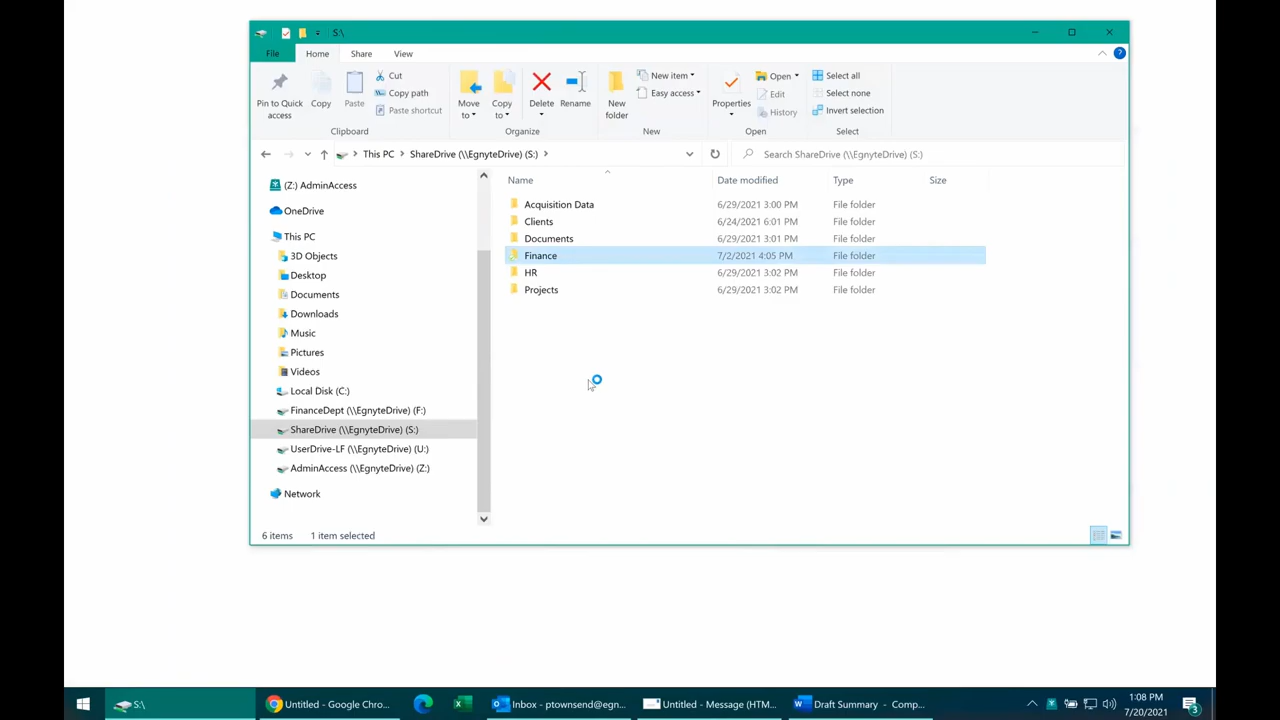 S:\
File Home Share View
Pin to Quick access
Copy
Paste
Cut
Copy path
Paste shortcut
Clipboard
Move to
Copy to
Delete
Rename
Organize
New folder
New item
Easy access
New
Properties
Open
Edit
History
Open
Select all
Select none
Invert selection
Select
This PC ShareDrive (\\EgnyteDrive) (S:)
Search ShareDrive (\\EgnyteDrive) (S:)
(Z:) AdminAccess
OneDrive
This PC
3D Objects
Desktop
Documents
Downloads
Music
Pictures
Videos
Local Disk (C:)
FinanceDept (\\EgnyteDrive) (F:)
ShareDrive (\\EgnyteDrive) (S:)
UserDrive-LF (\\EgnyteDrive) (U:)
AdminAccess (\\EgnyteDrive) (Z:)
Network
Name Date modified Type Size
Acquisition Data 6/29/2021 3:00 PM File folder
Clients 6/24/2021 6:01 PM File folder
Documents 6/29/2021 3:01 PM File folder
Finance 7/2/2021 4:05 PM File folder
HR 6/29/2021 3:02 PM File folder
Projects 6/29/2021 3:02 PM File folder
6 items 1 item selected
S:\ Untitled - Google Chro... Inbox - ptownsend@egn... Untitled - Message (HTM... Draft Summary - Comp...
1:08 PM
7/20/2021
3